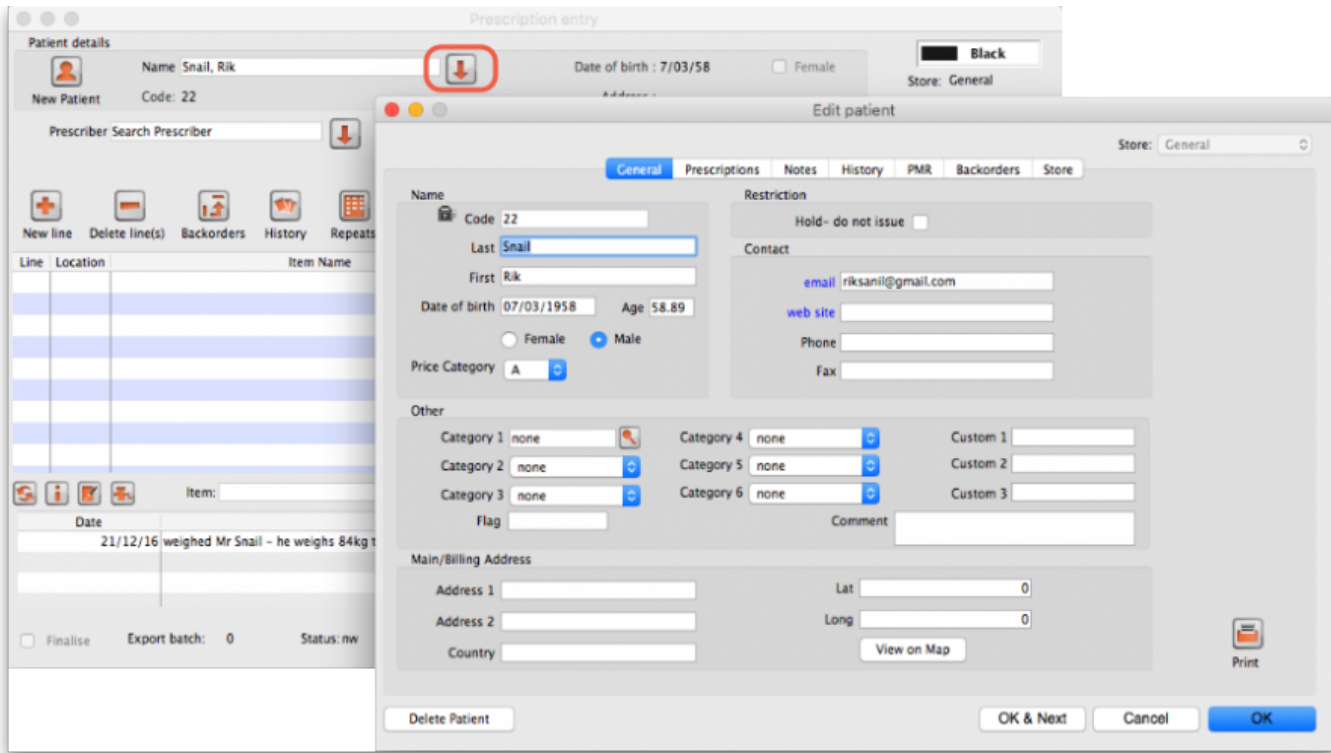 Prescription entry
Patient details
Name Snail, Rik
Date of birth : 7/03/58
Female
Black
New Patient
Code: 22
Store: General
Prescriber Search Prescriber
New line
Delete line(s)
Backorders
History
Repeats
Line
Location
Item Name
Item:
Date
21/12/16 weighed Mr Snail - he weighs 84kg
Finalise
Export batch: 0
Status: nw
Edit patient
Store: General
General
Prescriptions
Notes
History
PMR
Backorders
Store
Name
Code 22
Last Snail
First Rik
Date of birth 07/03/1958
Age 58.89
Female
Male
Price Category A
Restriction
Hold- do not issue
Contact
email riksanil@gmail.com
web site
Phone
Fax
Other
Category 1 none
Category 4 none
Custom 1
Category 2 none
Category 5 none
Custom 2
Category 3 none
Category 6 none
Custom 3
Flag
Comment
Main/Billing Address
Address 1
Lat 0
Address 2
Long 0
Country
View on Map
Print
Delete Patient
OK & Next
Cancel
OK